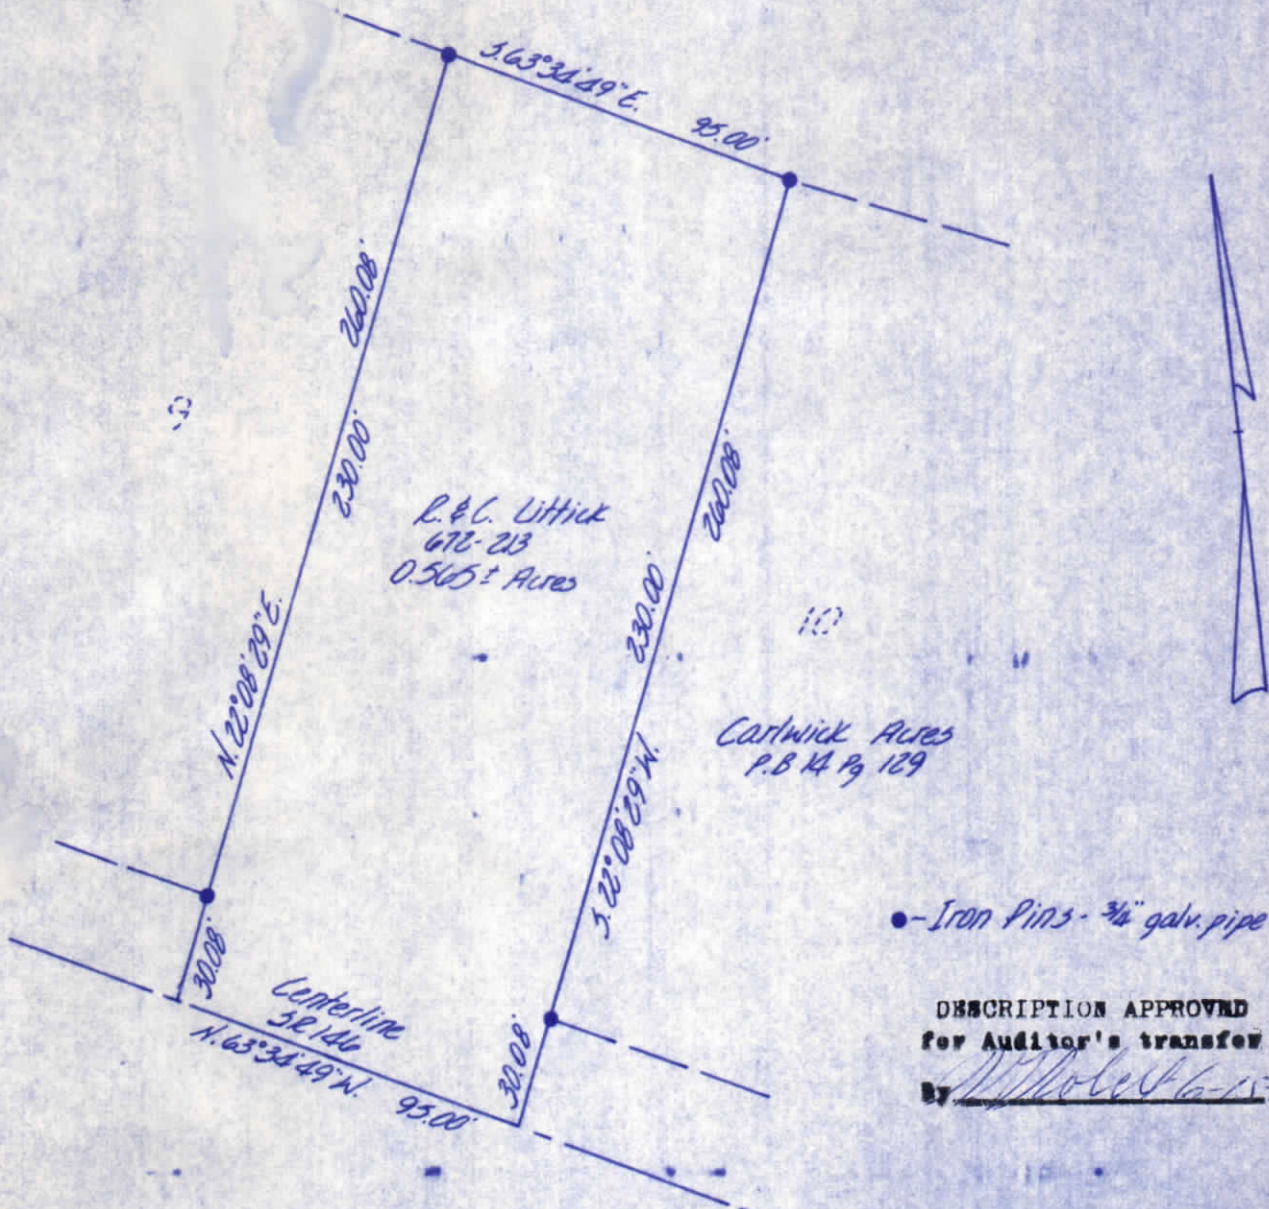 S.63°34'49"E.
95.00'
260.08'
230.00'
N.22°08'29"E.
9
R.&C. Littick
672-213
0.565± Acres
260.08'
230.00'
S.22°08'29"W.
10
Carlwick Acres
P.B 14 Pg 129
30.08'
Centerline
SR 146
N.63°34'49"W.
95.00'
30.08'
- Iron Pins - 3/4" galv. pipe
DESCRIPTION APPROVED
for Auditor's transfer
By